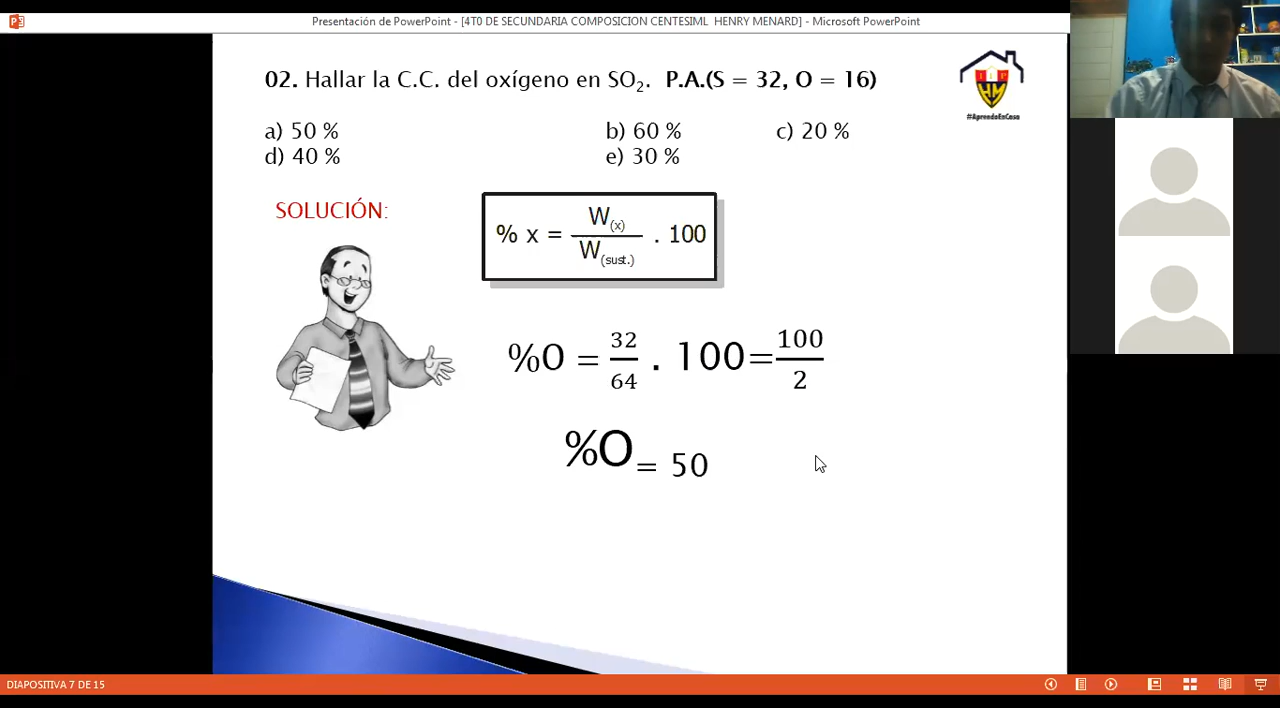 Presentación de PowerPoint - [4T0 DE SECUNDARIA COMPOSICION CENTESIML HENRY MENARD] - Microsoft PowerPoint
02. Hallar la C.C. del oxígeno en SO₂. P.A.(S = 32, O = 16)
a) 50 % b) 60 % c) 20 %
d) 40 % e) 30 %
I I P
HM
#AprendoEnCasa
SOLUCIÓN:
% x = W(x) / W(sust.) . 100
%O = 32/64 . 100=100/2
%O = 50
DIAPOSITIVA 7 DE 15